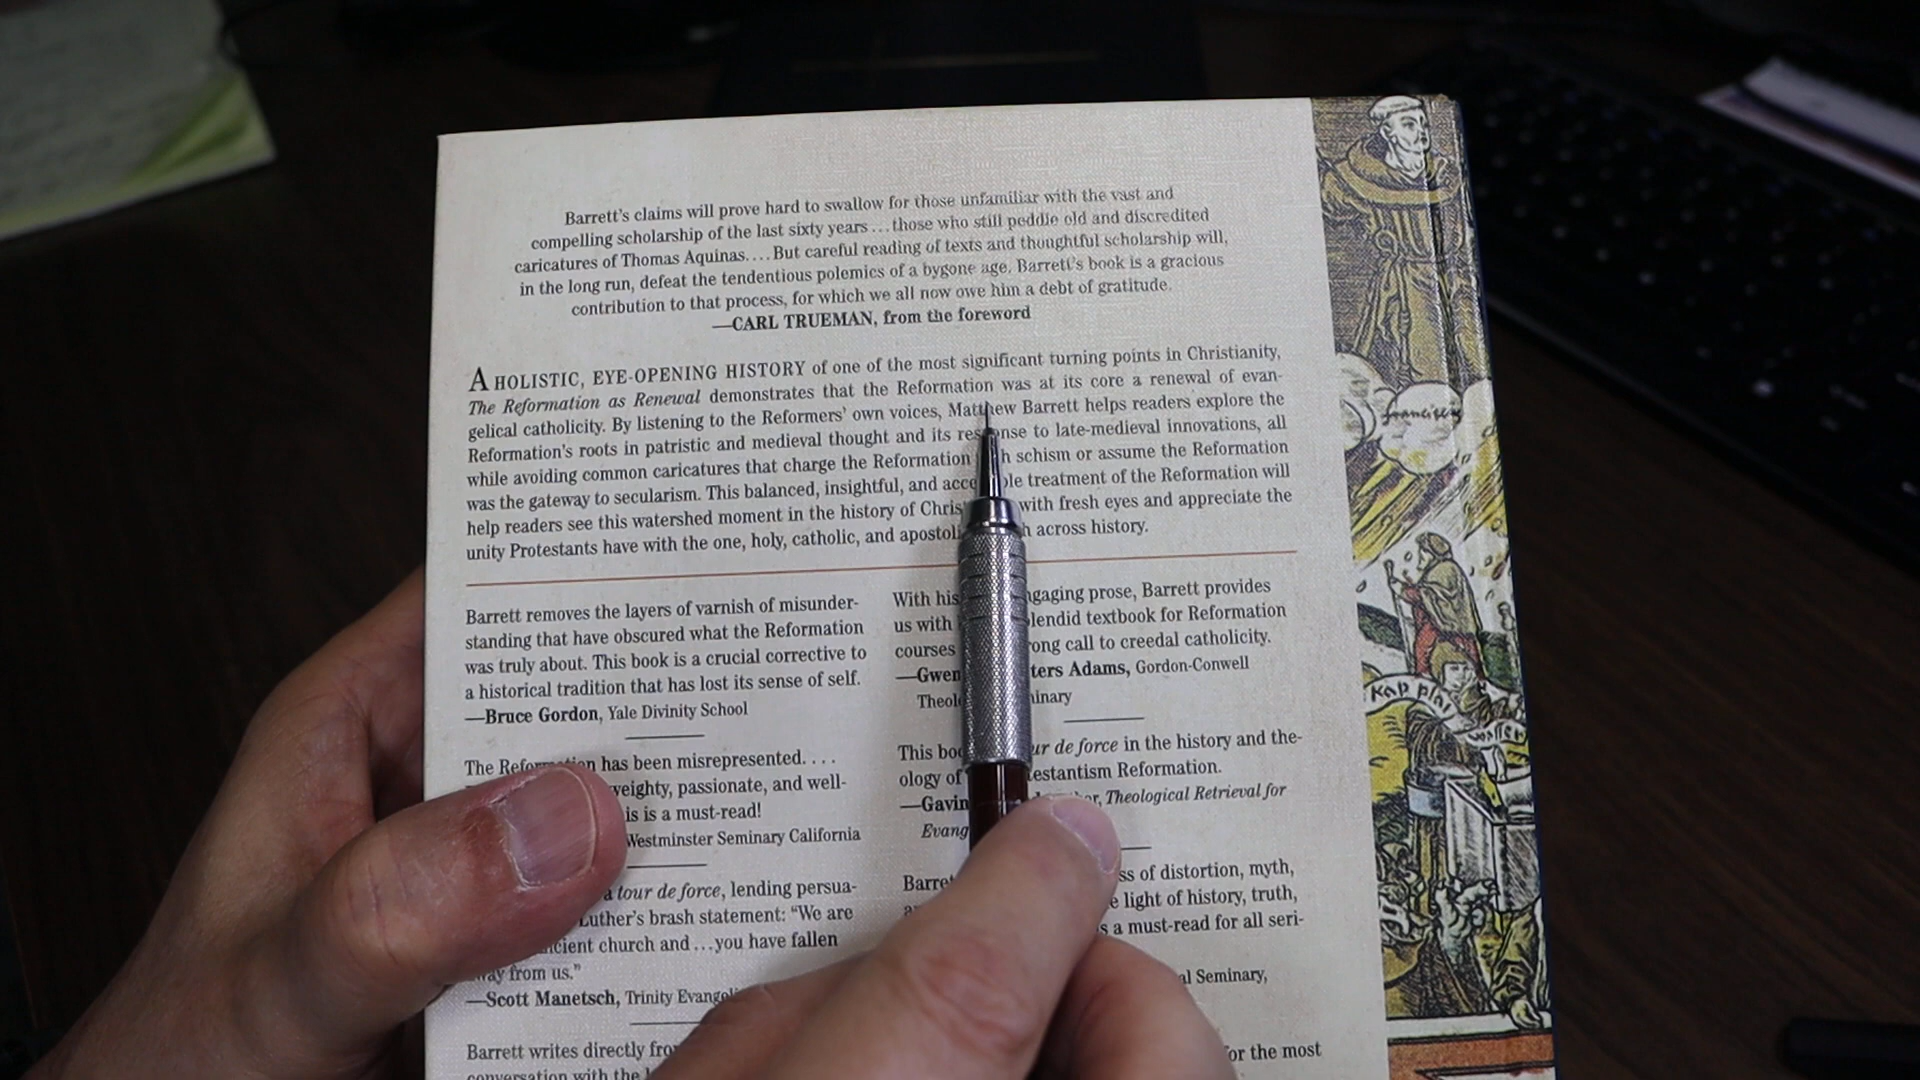 Barrett's claims will prove hard to swallow for those unfamiliar with the vast and
compelling scholarship of the last sixty years...those who still peddle old and discredited
caricatures of Thomas Aquinas....But careful reading of texts and thoughtful scholarship will,
in the long run, defeat the tendentious polemics of a bygone age. Barrett's book is a gracious
contribution to that process, for which we all now owe him a debt of gratitude.
—CARL TRUEMAN, from the foreword
A HOLISTIC, EYE-OPENING HISTORY of one of the most significant turning points in Christianity,
The Reformation as Renewal demonstrates that the Reformation was at its core a renewal of evan-
gelical catholicity. By listening to the Reformers' own voices, Matthew Barrett helps readers explore the
Reformation's roots in patristic and medieval thought and its to late-medieval innovations, all
while avoiding common caricatures that charge the Reformation schism or assume the Reformation
was the gateway to secularism. This balanced, insightful, and treatment of the Reformation will
help readers see this watershed moment in the history of with fresh eyes and appreciate the
unity Protestants have with the one, holy, catholic, and across history.
Barrett removes the layers of varnish of misunder-
standing that have obscured what the Reformation
was truly about. This book is a crucial corrective to
a historical tradition that has lost its sense of self.
—Bruce Gordon, Yale Divinity School
The has been misrepresented....
weighty, passionate, and well-
is a must-read!
Westminster Seminary California
a tour de force, lending persua-
Luther's brash statement: "We are
church and ...you have fallen
from us."
—Scott Manetsch, Trinity
Barrett writes directly
conversation with the
With his prose, Barrett provides
us with textbook for Reformation
courses call to creedal catholicity.
Adams, Gordon-Conwell
This de force in the history and the-
ology of Reformation.
—Gavin Theological Retrieval for
of distortion, myth,
light of history, truth,
a must-read for all seri-
Seminary,
for the most
franciscus